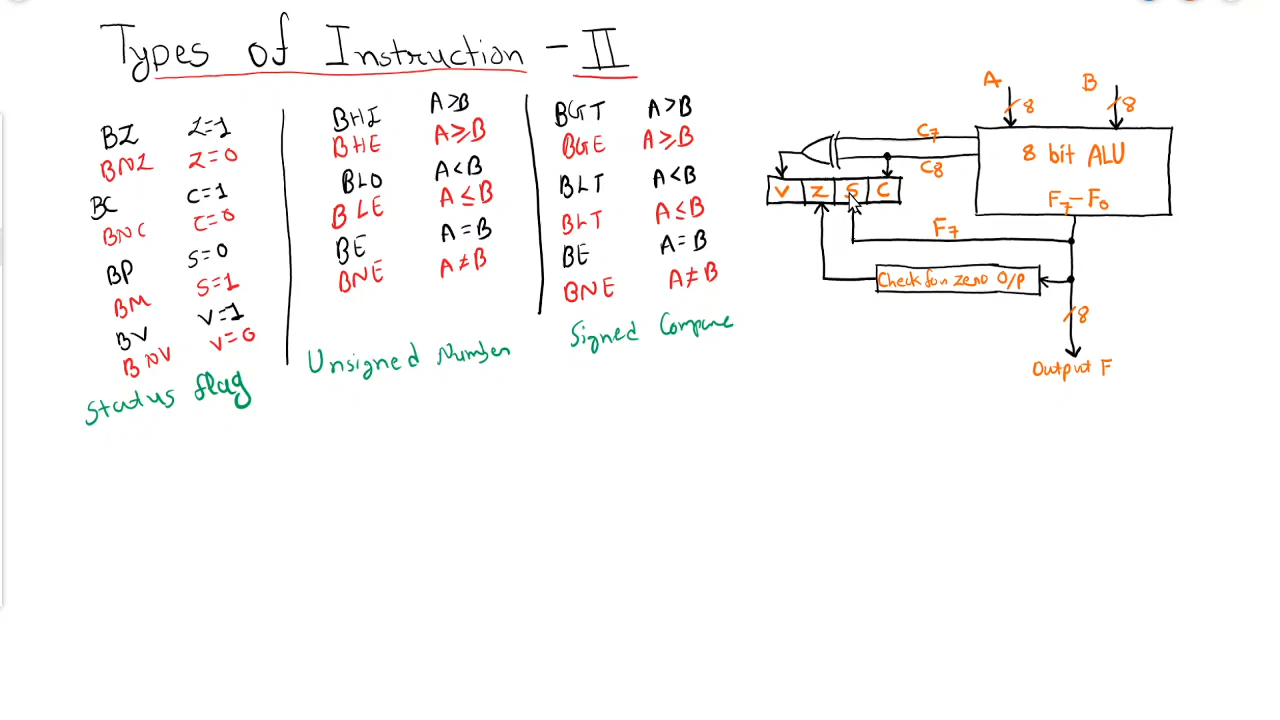 Types of Instruction - II
BZ Z=1
BNZ Z=0
BC C=1
BNC C=0
BP S=0
BM S=1
BV V=1
BNV V=0
Status flag
BHI A>B
BHE A≥B
BLO A<B
BLE A≤B
BE A=B
BNE A≠B
Unsigned Number
BGT A>B
BGE A≥B
BLT A<B
BLT A≤B
BE A=B
BNE A≠B
Signed Compare
A B
8 8
C7
C8
8 bit ALU
F7-F0
V Z S C
F7
Check for zero O/P
8
Output F